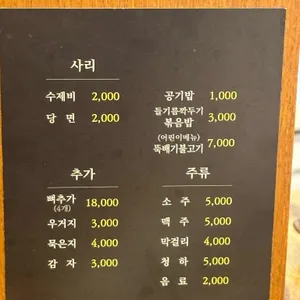 사리
수제비 2,000
당 면 2,000
공기밥 1,000
들기름깍두기
볶음밥 3,000
(어린이메뉴)
뚝배기불고기 7,000
추가
뼈추가 18,000
(4개)
우거지 3,000
묵은지 4,000
감 자 3,000
주류
소 주 5,000
맥 주 5,000
막걸리 4,000
청 하 5,000
음 료 2,000